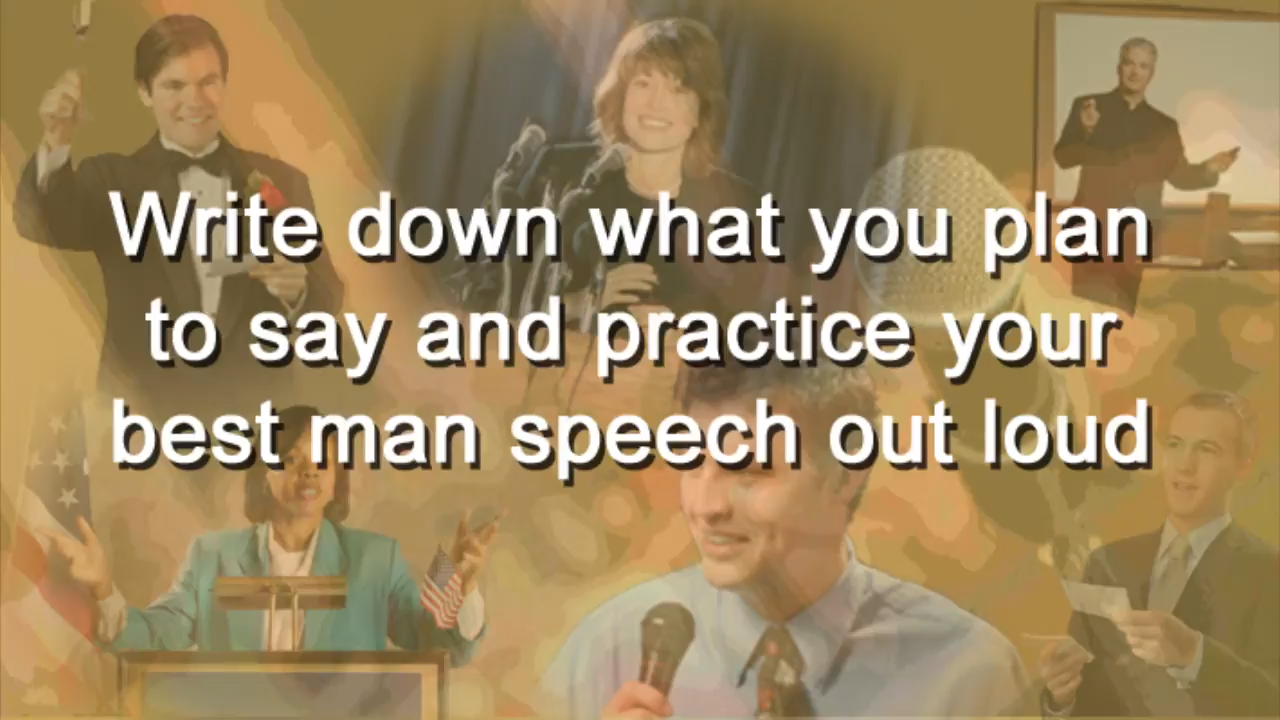 Write down what you plan
to say and practice your
best man speech out loud